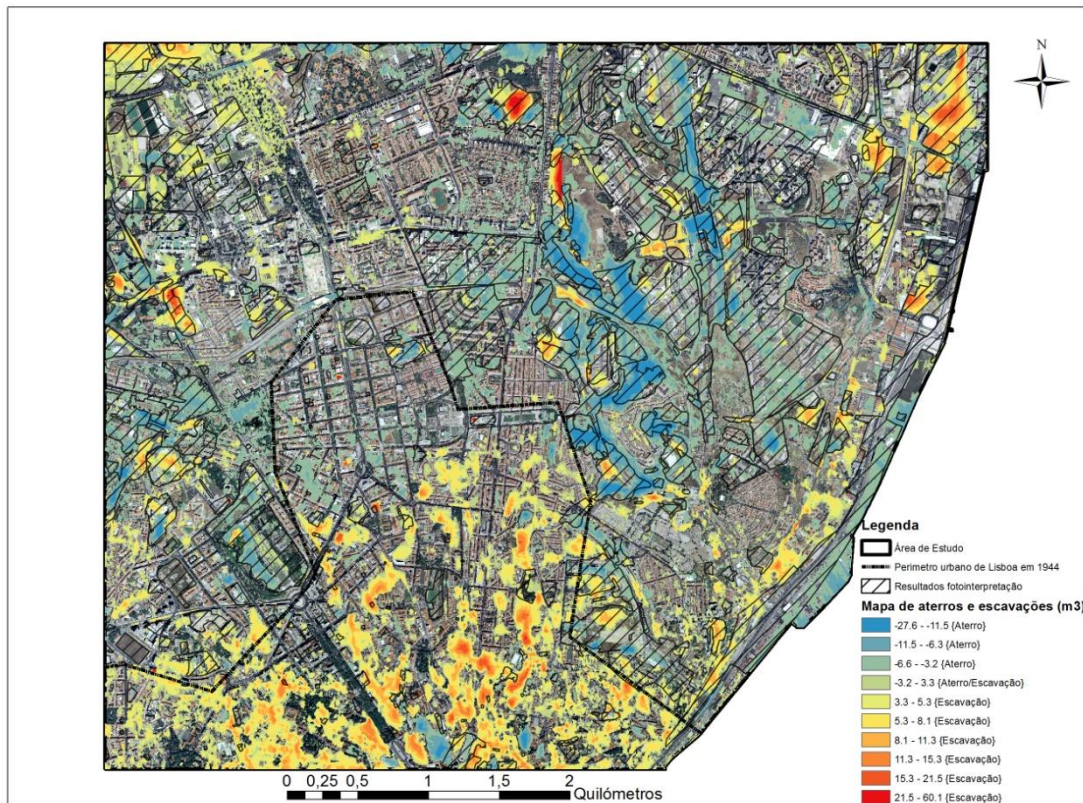 N
Legenda
Área de Estudo
Perimetro urbano de Lisboa em 1944
Resultados fotointerpretação
Mapa de aterros e escavações (m3)
-27.6 - -11.5 {Aterro}
-11.5 - -6.3 {Aterro}
-6.6 - -3.2 {Aterro}
-3.2 - 3.3 {Aterro/Escavação}
3.3 - 5.3 {Escavação}
5.3 - 8.1 {Escavação}
8.1 - 11.3 {Escavação}
11.3 - 15.3 {Escavação}
15.3 - 21.5 {Escavação}
21.5 - 60.1 {Escavação}
0 0,25 0,5 1 2
Quilómetros